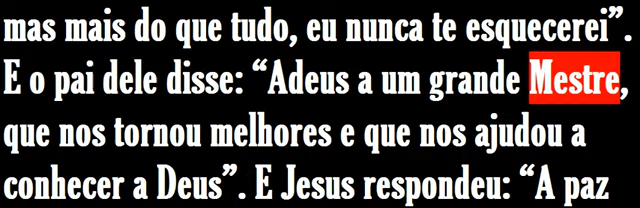 mas mais do que tudo, eu nunca te esquecerei”.
E o pai dele disse: “Adeus a um grande Mestre,
que nos tornou melhores e que nos ajudou a
conhecer a Deus”. E Jesus respondeu: “A paz